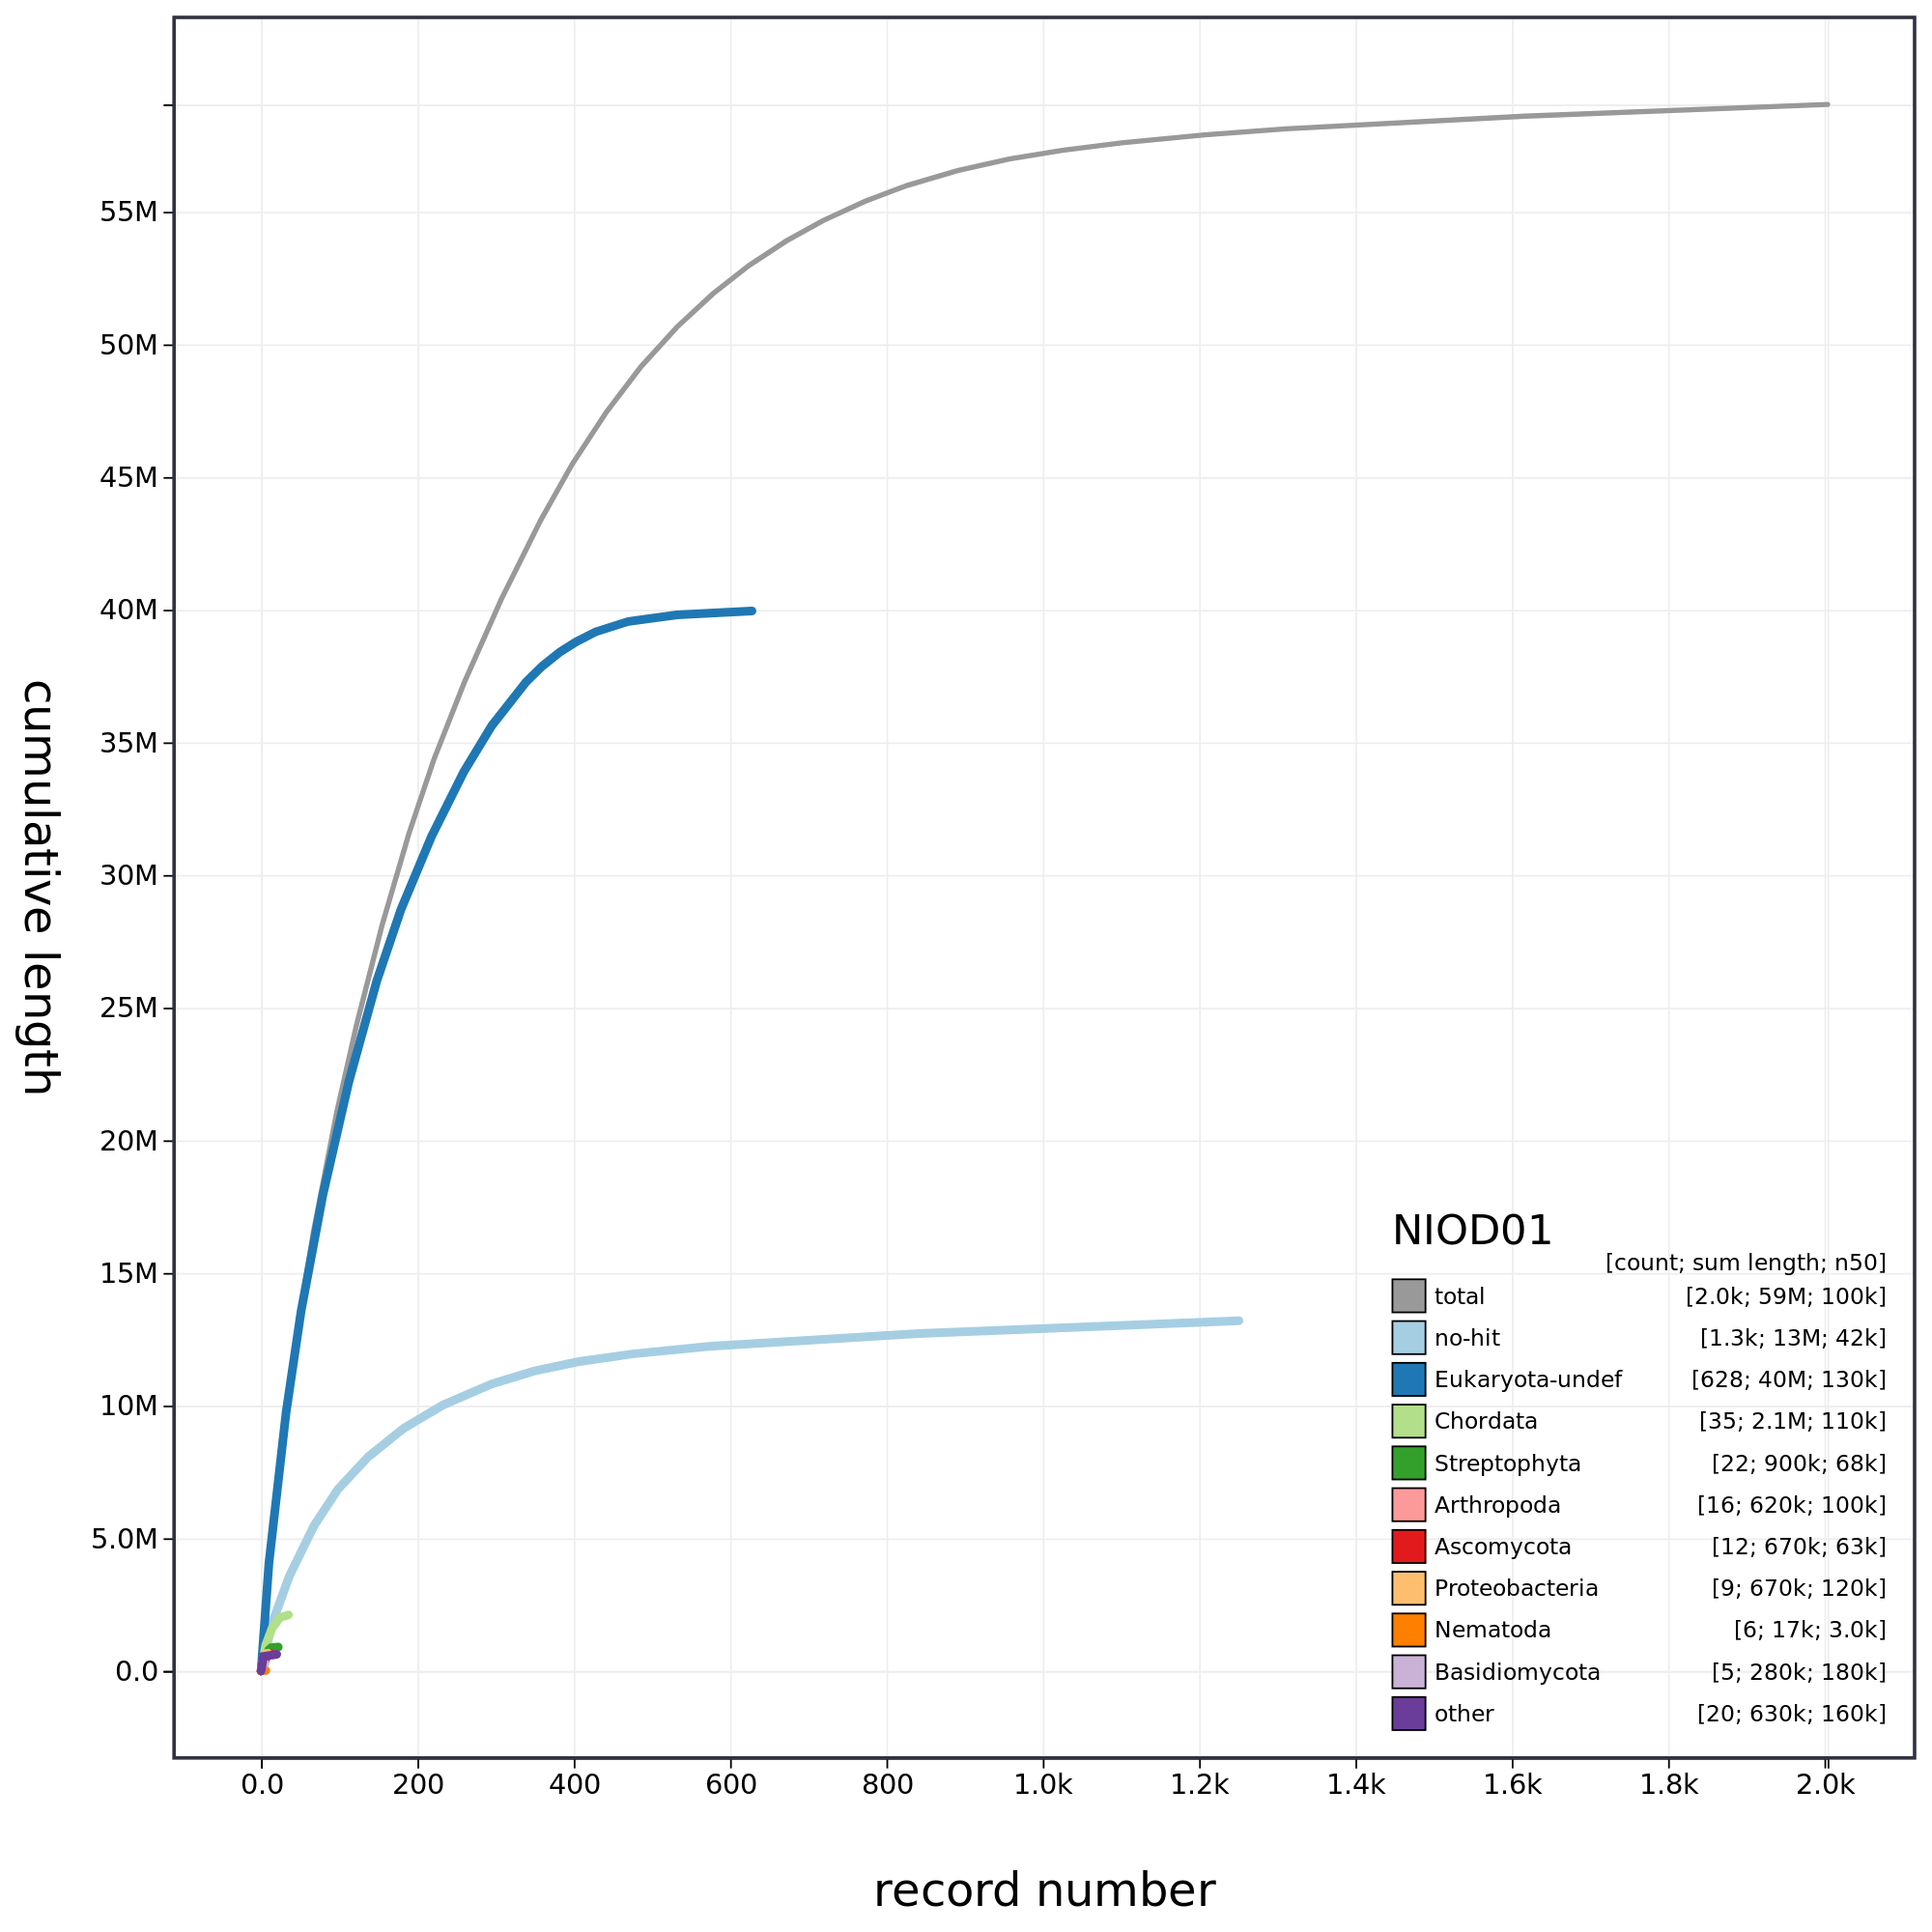 55M
50M
45M
40M
35M
30M
25M
20M
15M
10M
5.0M
0.0
cumulative length
NIOD01
[count; sum length; n50]
total [2.0k; 59M; 100k]
no-hit [1.3k; 13M; 42k]
Eukaryota-undef [628; 40M; 130k]
Chordata [35; 2.1M; 110k]
Streptophyta [22; 900k; 68k]
Arthropoda [16; 620k; 100k]
Ascomycota [12; 670k; 63k]
Proteobacteria [9; 670k; 120k]
Nematoda [6; 17k; 3.0k]
Basidiomycota [5; 280k; 180k]
other [20; 630k; 160k]
0.0 200 400 600 800 1.0k 1.2k 1.4k 1.6k 1.8k 2.0k
record number